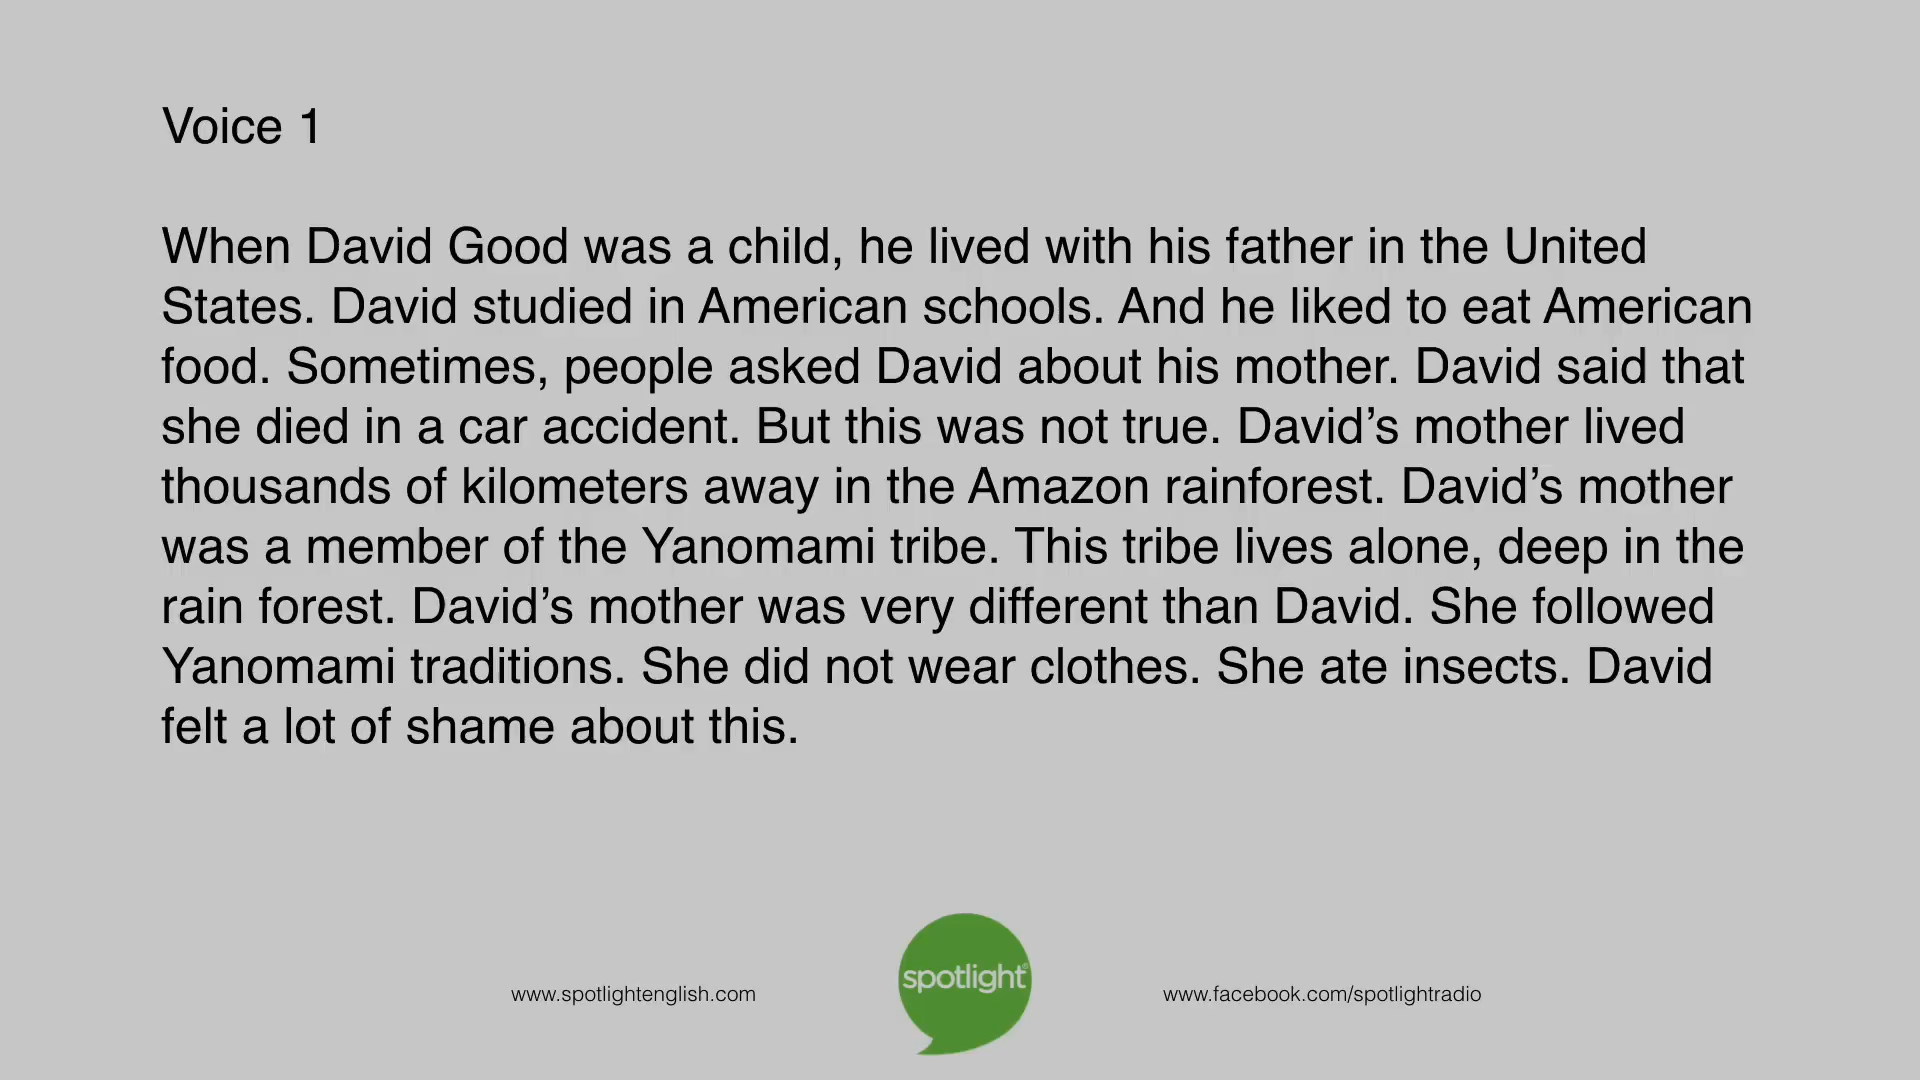 Voice 1
When David Good was a child, he lived with his father in the United
States. David studied in American schools. And he liked to eat American
food. Sometimes, people asked David about his mother. David said that
she died in a car accident. But this was not true. David’s mother lived
thousands of kilometers away in the Amazon rainforest. David’s mother
was a member of the Yanomami tribe. This tribe lives alone, deep in the
rain forest. David’s mother was very different than David. She followed
Yanomami traditions. She did not wear clothes. She ate insects. David
felt a lot of shame about this.
spotlight®
www.spotlightenglish.com
www.facebook.com/spotlightradio